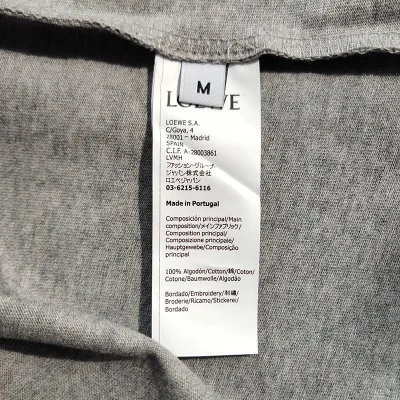 M
LOEWE
LOEWE S.A.
C/Goya, 4
28001 - Madrid
SPAIN
C.I.F. A-28003861
LVMH
ファッション・グループ
ジャパン株式会社
ロエベジャパン
03-6215-6116
Made in Portugal
Composición principal/Main
composition/メインファブリック/
Composition principal/
Composizione principale/
Hauptgewebe/Composição
principal
100% Algodón/Cotton/綿/Coton/
Cotone/Baumwolle/Algodão
Bordado/Embroidery/刺繍/
Broderie/Ricamo/Stickerei/
Bordado